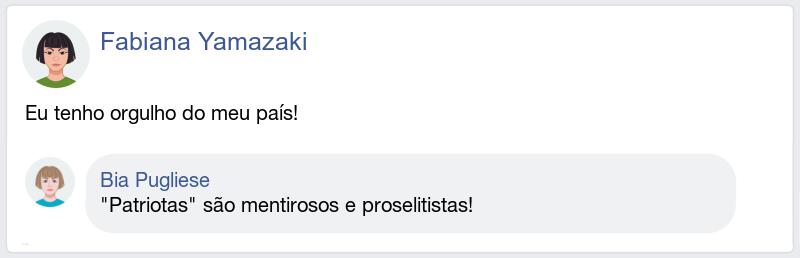 Fabiana Yamazaki
Eu tenho orgulho do meu país!
Bia Pugliese
"Patriotas" são mentirosos e proselitistas!